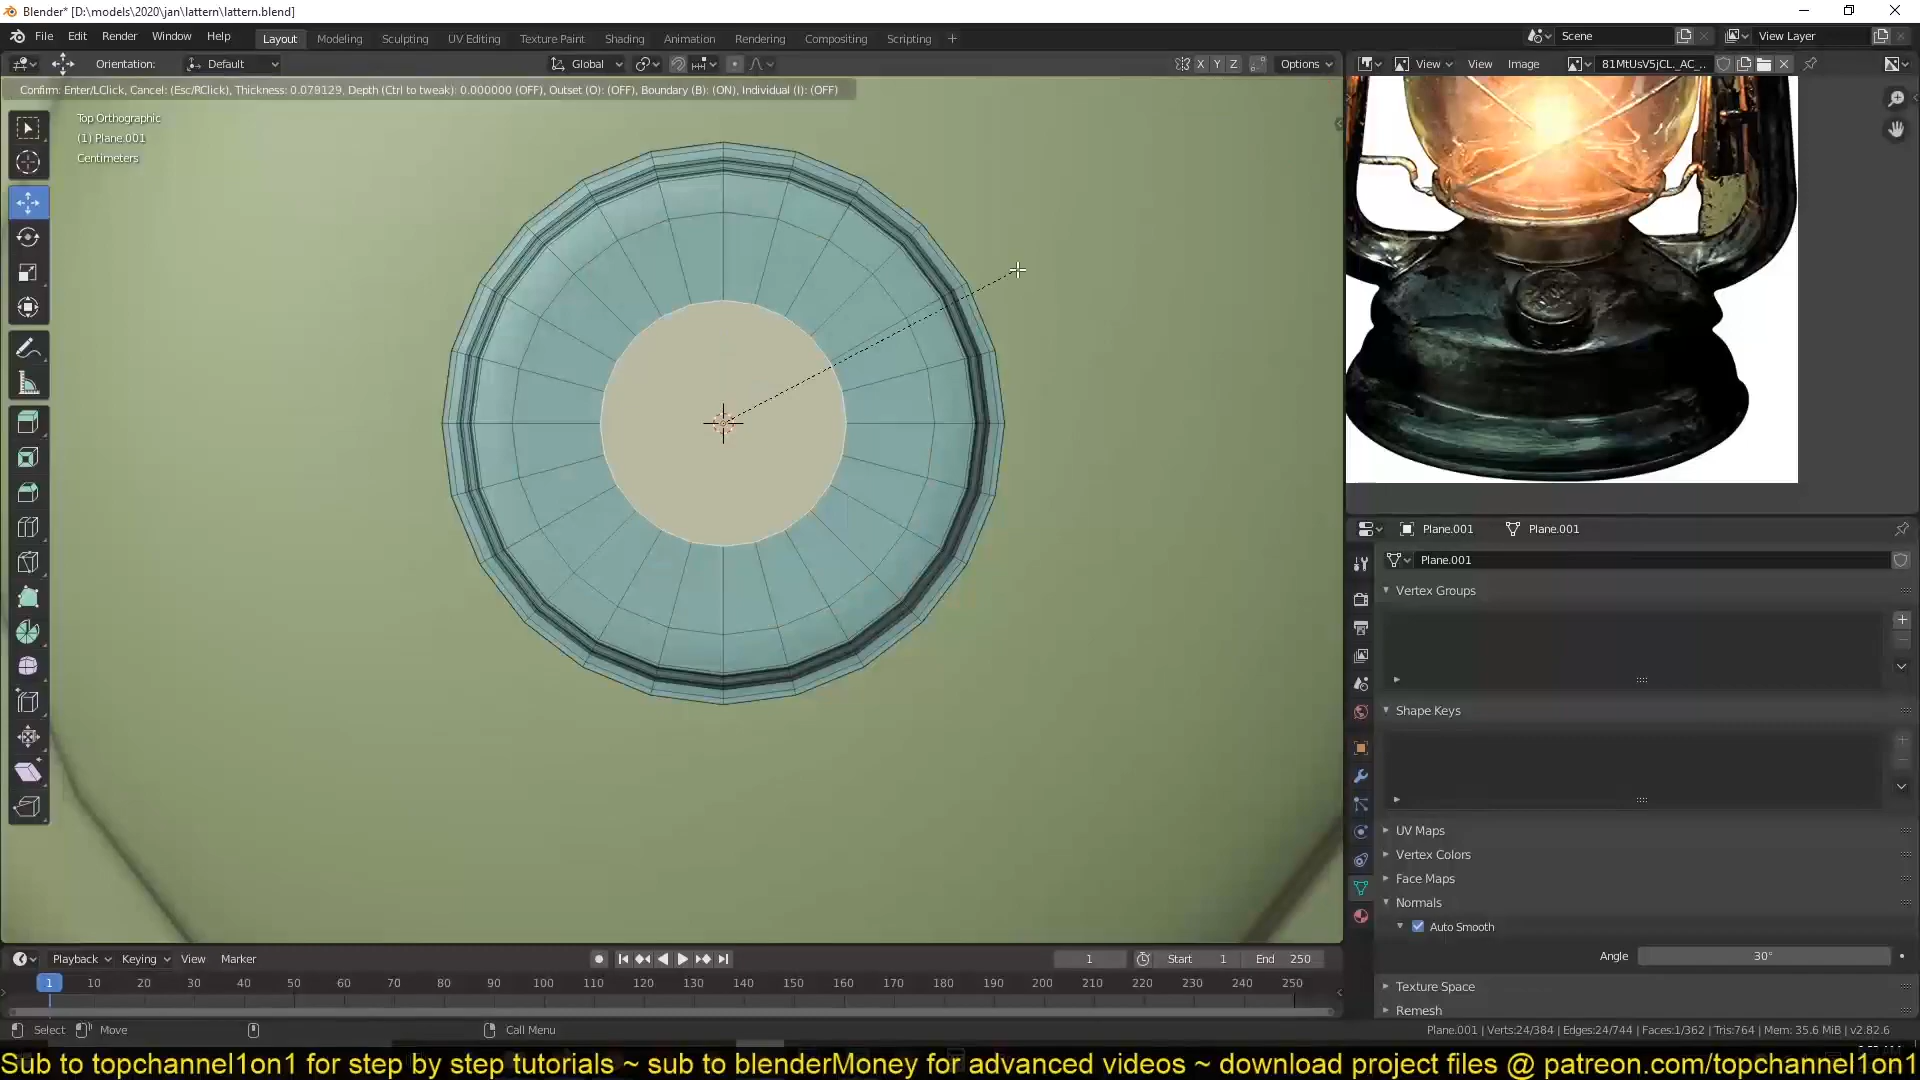 Blender* [D:\models\2020\jan\lattern\lattern.blend]
File Edit Render Window Help Layout Modeling Sculpting UV Editing Texture Paint Shading Animation Rendering Compositing Scripting + Scene View Layer
Orientation: Default Global X Y Z Options View View Image 81MtUsV5jCL._AC_..
Confirm: Enter/LClick, Cancel: (Esc/RClick), Thickness: 0.078129, Depth (Ctrl to tweak): 0.000000 (OFF), Outset (O): (OFF), Boundary (B): (ON), Individual (I): (OFF)
Top Orthographic
(1) Plane.001
Centimeters
Plane.001 Plane.001
Plane.001
Vertex Groups
Shape Keys
UV Maps
Vertex Colors
Face Maps
Normals
Auto Smooth
Angle 30°
Texture Space
Remesh
Playback Keying View Marker 1 Start 1 End 250
1 10 20 30 40 50 60 70 80 90 100 110 120 130 140 150 160 170 180 190 200 210 220 230 240 250
Select Move Call Menu Plane.001 | Verts:24/384 | Edges:24/744 | Faces:1/362 | Tris:764 | Mem: 35.6 MiB | v2.82.6
Sub to topchannel1on1 for step by step tutorials ~ sub to blenderMoney for advanced videos ~ download project files @ patreon.com/topchannel1on1